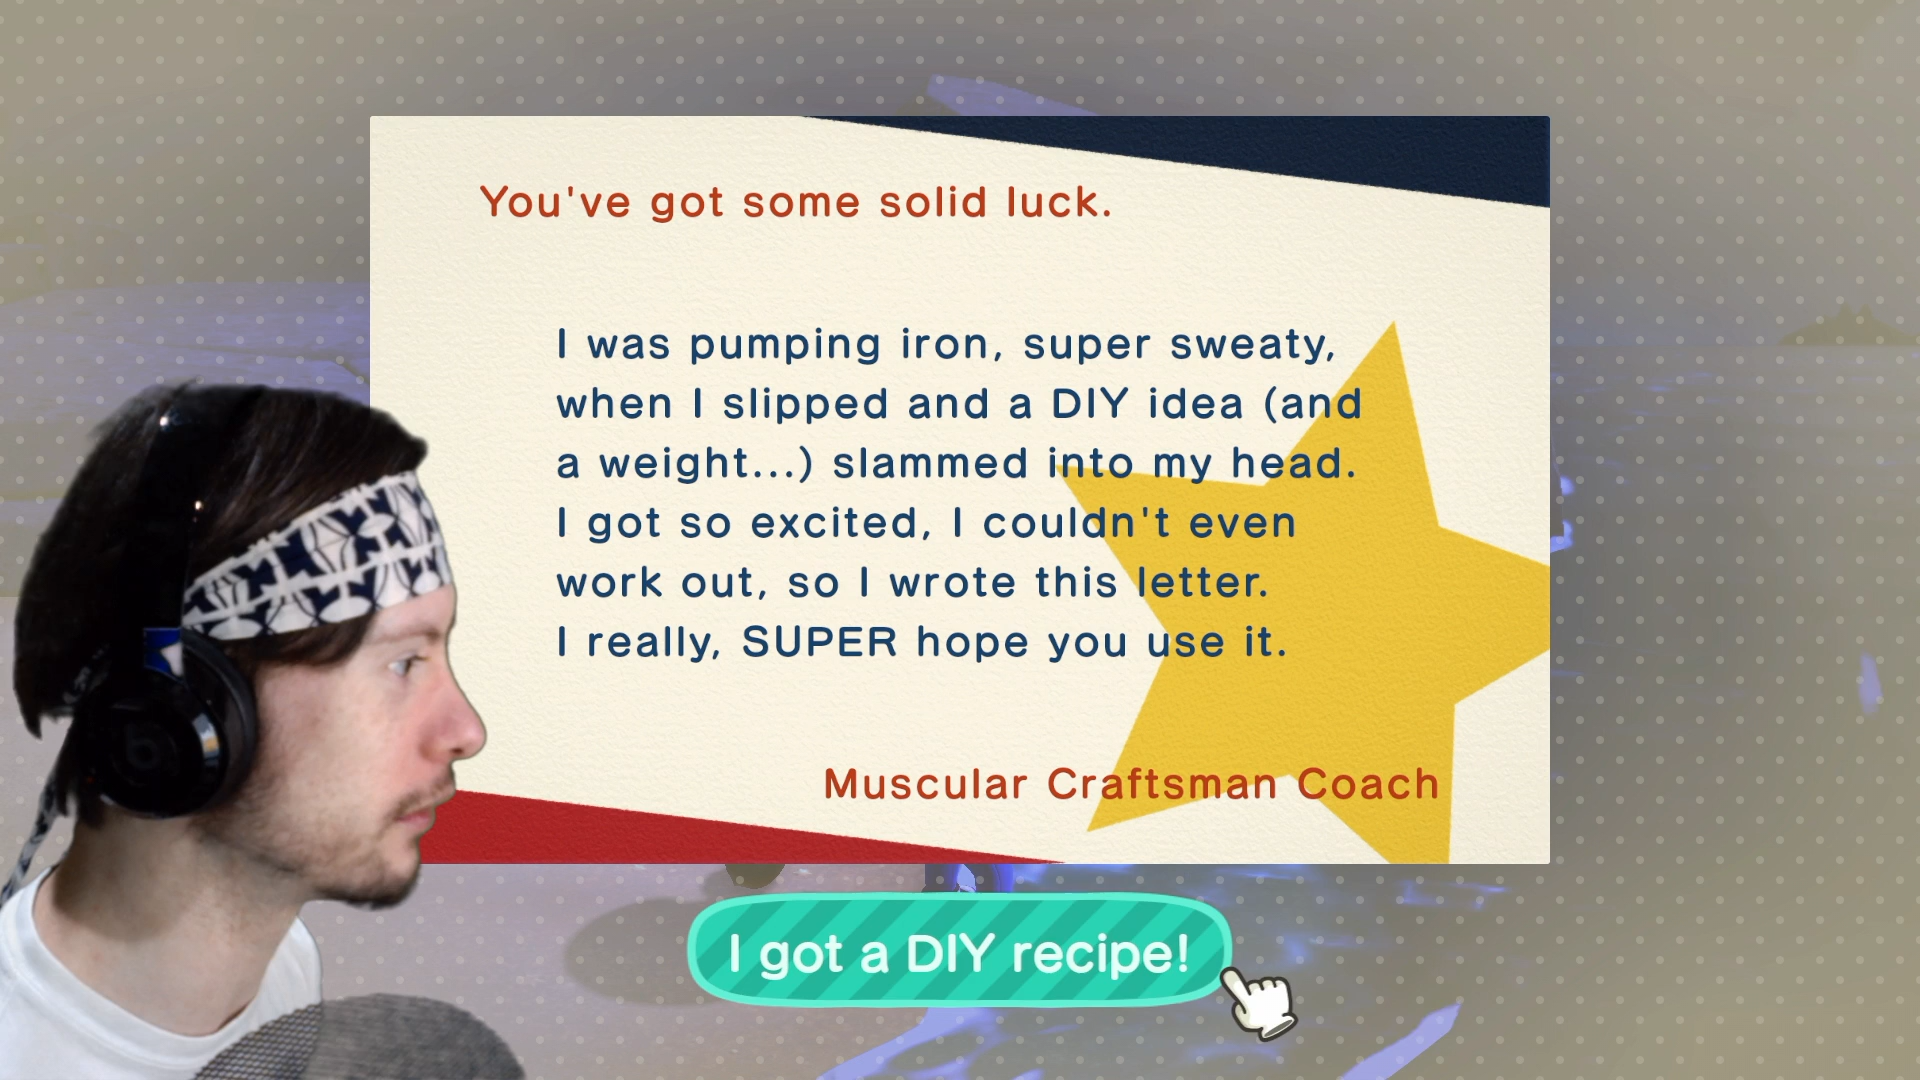 You've got some solid luck.
I was pumping iron, super sweaty,
when I slipped and a DIY idea (and
a weight...) slammed into my head.
I got so excited, I couldn't even
work out, so I wrote this letter.
I really, SUPER hope you use it.
Muscular Craftsman Coach
I got a DIY recipe!